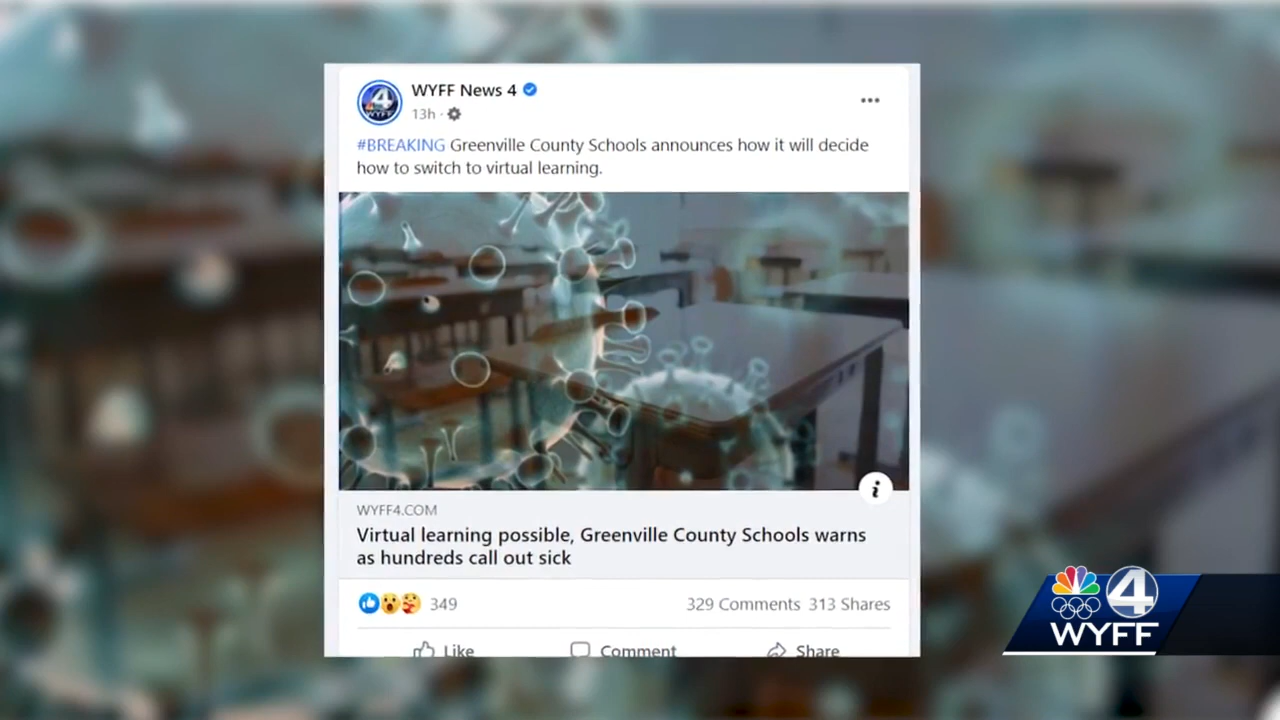 WYFF News 4
13h ·
#BREAKING Greenville County Schools announces how it will decide
how to switch to virtual learning.
WYFF4.COM
Virtual learning possible, Greenville County Schools warns
as hundreds call out sick
349
329 Comments 313 Shares
Like Comment Share
4
WYFF
4
WYFF